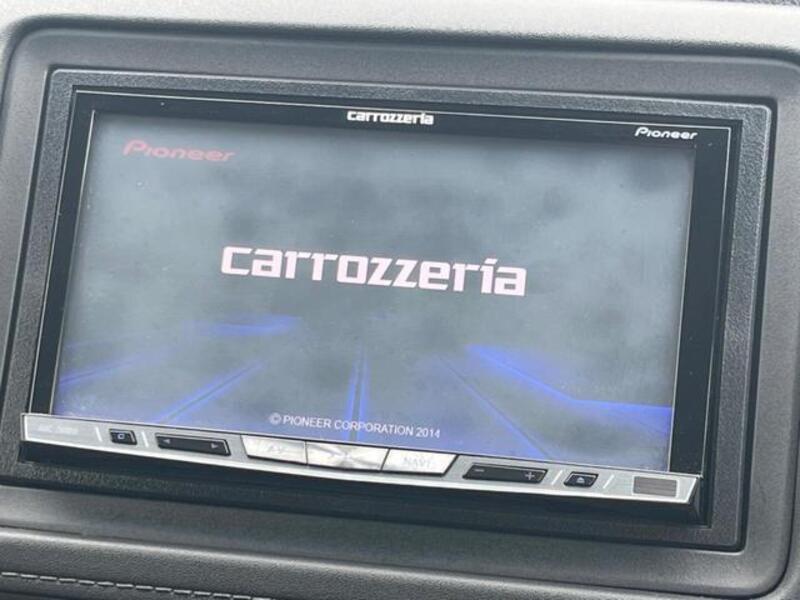 carrozzeria
Pioneer
Pioneer
carrozzeria
© PIONEER CORPORATION 2014
AV
NAVI